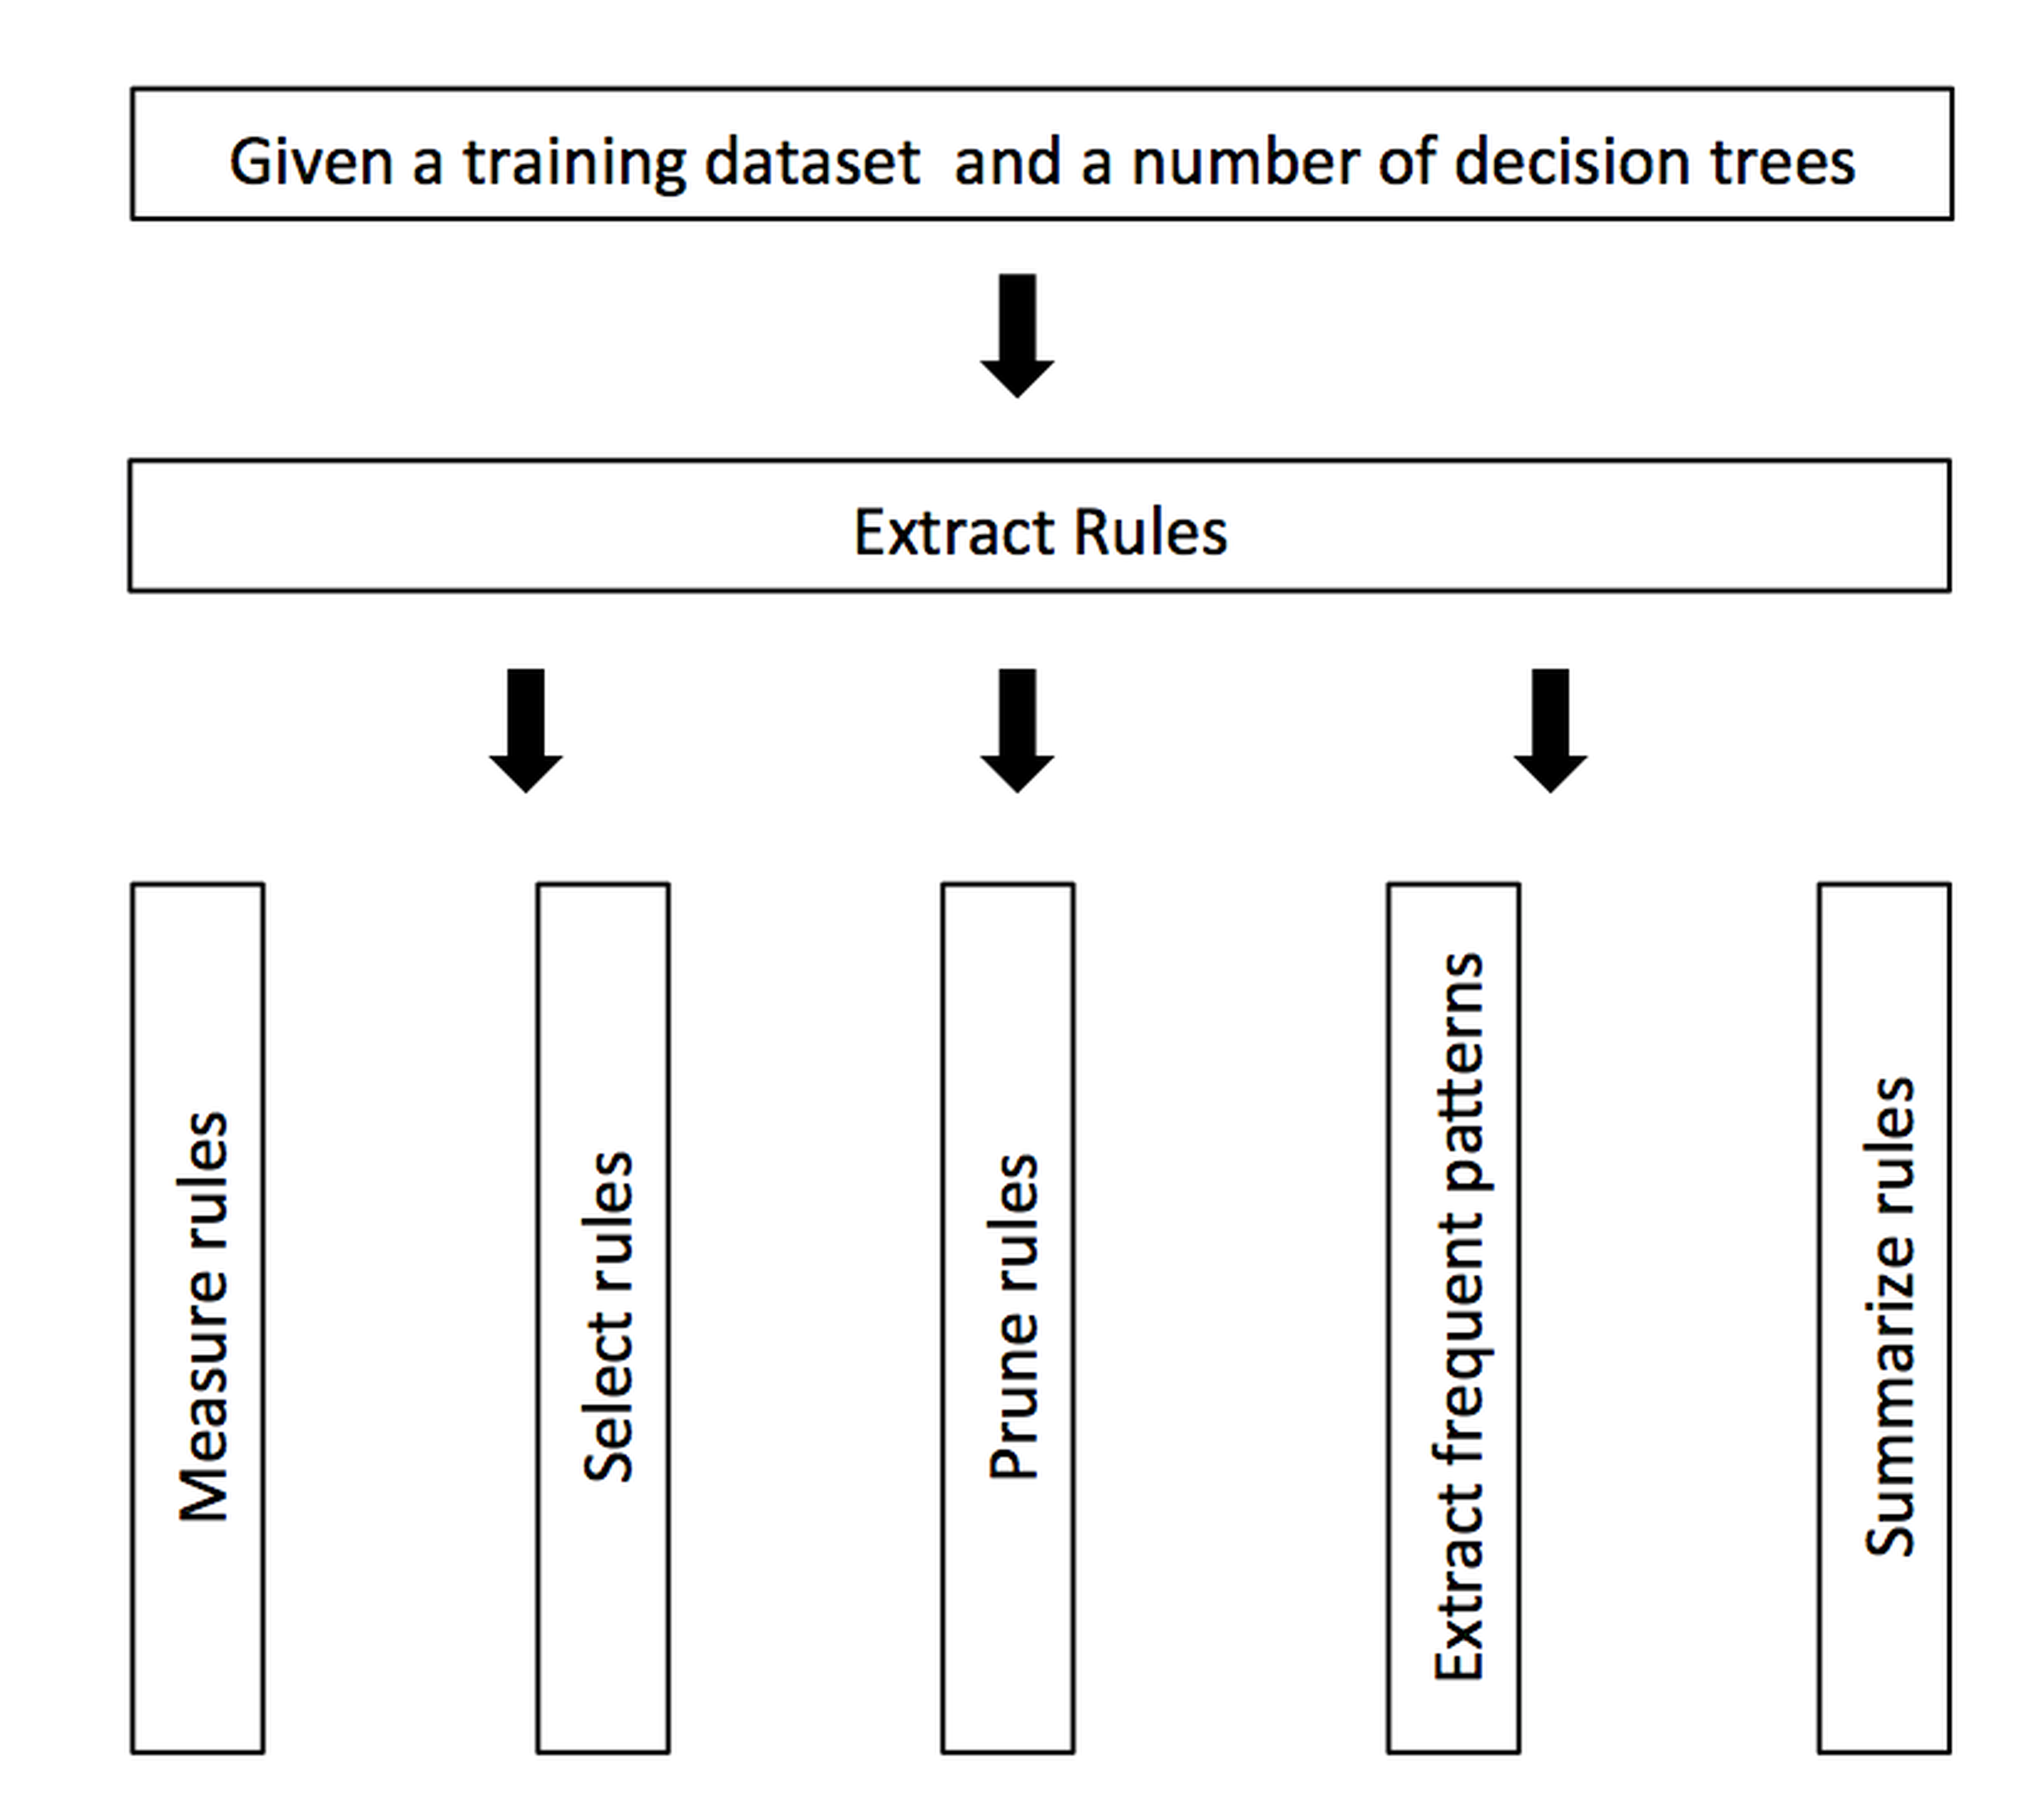 Given a training dataset  and a number of decision trees
Extract Rules
Measure rules
Select rules
Prune rules
Extract frequent patterns
Summarize rules